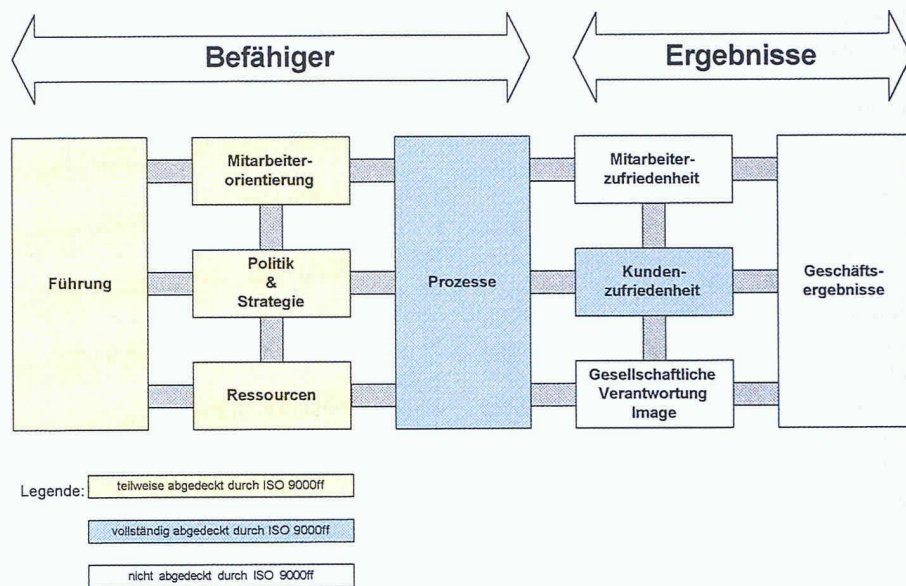 Befähiger
Ergebnisse
Führung
Mitarbeiter-
orientierung
Politik
&
Strategie
Ressourcen
Prozesse
Mitarbeiter-
zufriedenheit
Kunden-
zufriedenheit
Gesellschaftliche
Verantwortung
Image
Geschäfts-
ergebnisse
Legende:
teilweise abgedeckt durch ISO 9000ff
vollständig abgedeckt durch ISO 9000ff
nicht abgedeckt durch ISO 9000ff